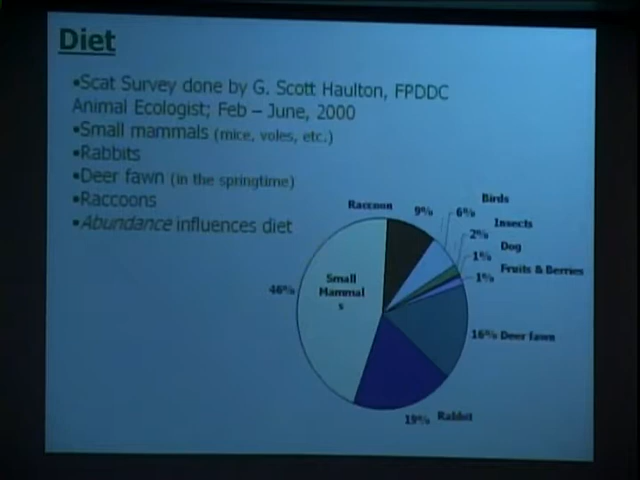 Diet
•Scat Survey done by G. Scott Haulton, FPDDC
Animal Ecologist; Feb – June, 2000
•Small mammals (mice, voles, etc.)
•Rabbits
•Deer fawn (in the springtime)
•Raccoons
•Abundance influences diet
Raccoon
9%
Birds
6%
Insects
2%
Dog
1%
Fruits & Berries
1%
Small
Mammal
s
46%
16% Deer fawn
19% Rabbit